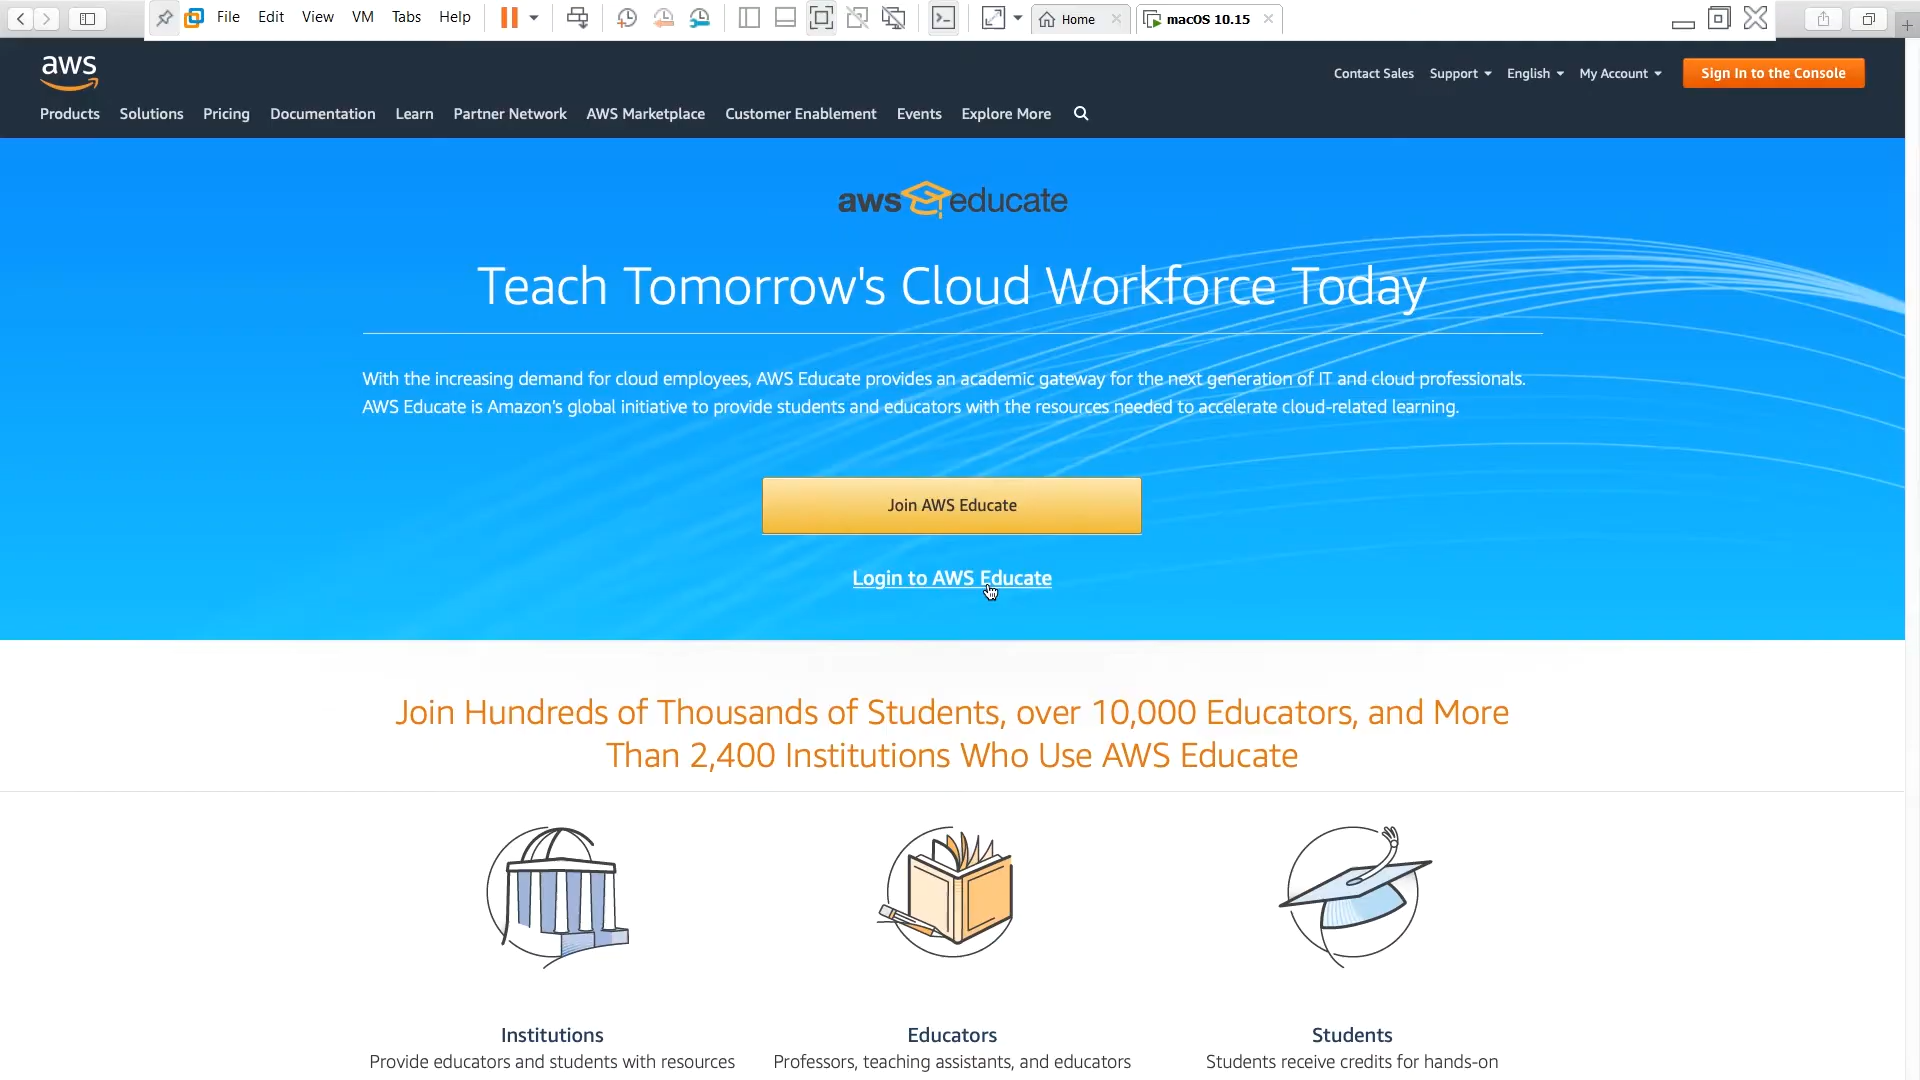 File Edit View VM Tabs Help
Home
macOS 10.15
aws
Contact Sales Support English My Account Sign In to the Console
Products Solutions Pricing Documentation Learn Partner Network AWS Marketplace Customer Enablement Events Explore More
aws educate
Teach Tomorrow's Cloud Workforce Today
With the increasing demand for cloud employees, AWS Educate provides an academic gateway for the next generation of IT and cloud professionals.
AWS Educate is Amazon's global initiative to provide students and educators with the resources needed to accelerate cloud-related learning.
Join AWS Educate
Login to AWS Educate
Join Hundreds of Thousands of Students, over 10,000 Educators, and More
Than 2,400 Institutions Who Use AWS Educate
Institutions
Provide educators and students with resources
Educators
Professors, teaching assistants, and educators
Students
Students receive credits for hands-on